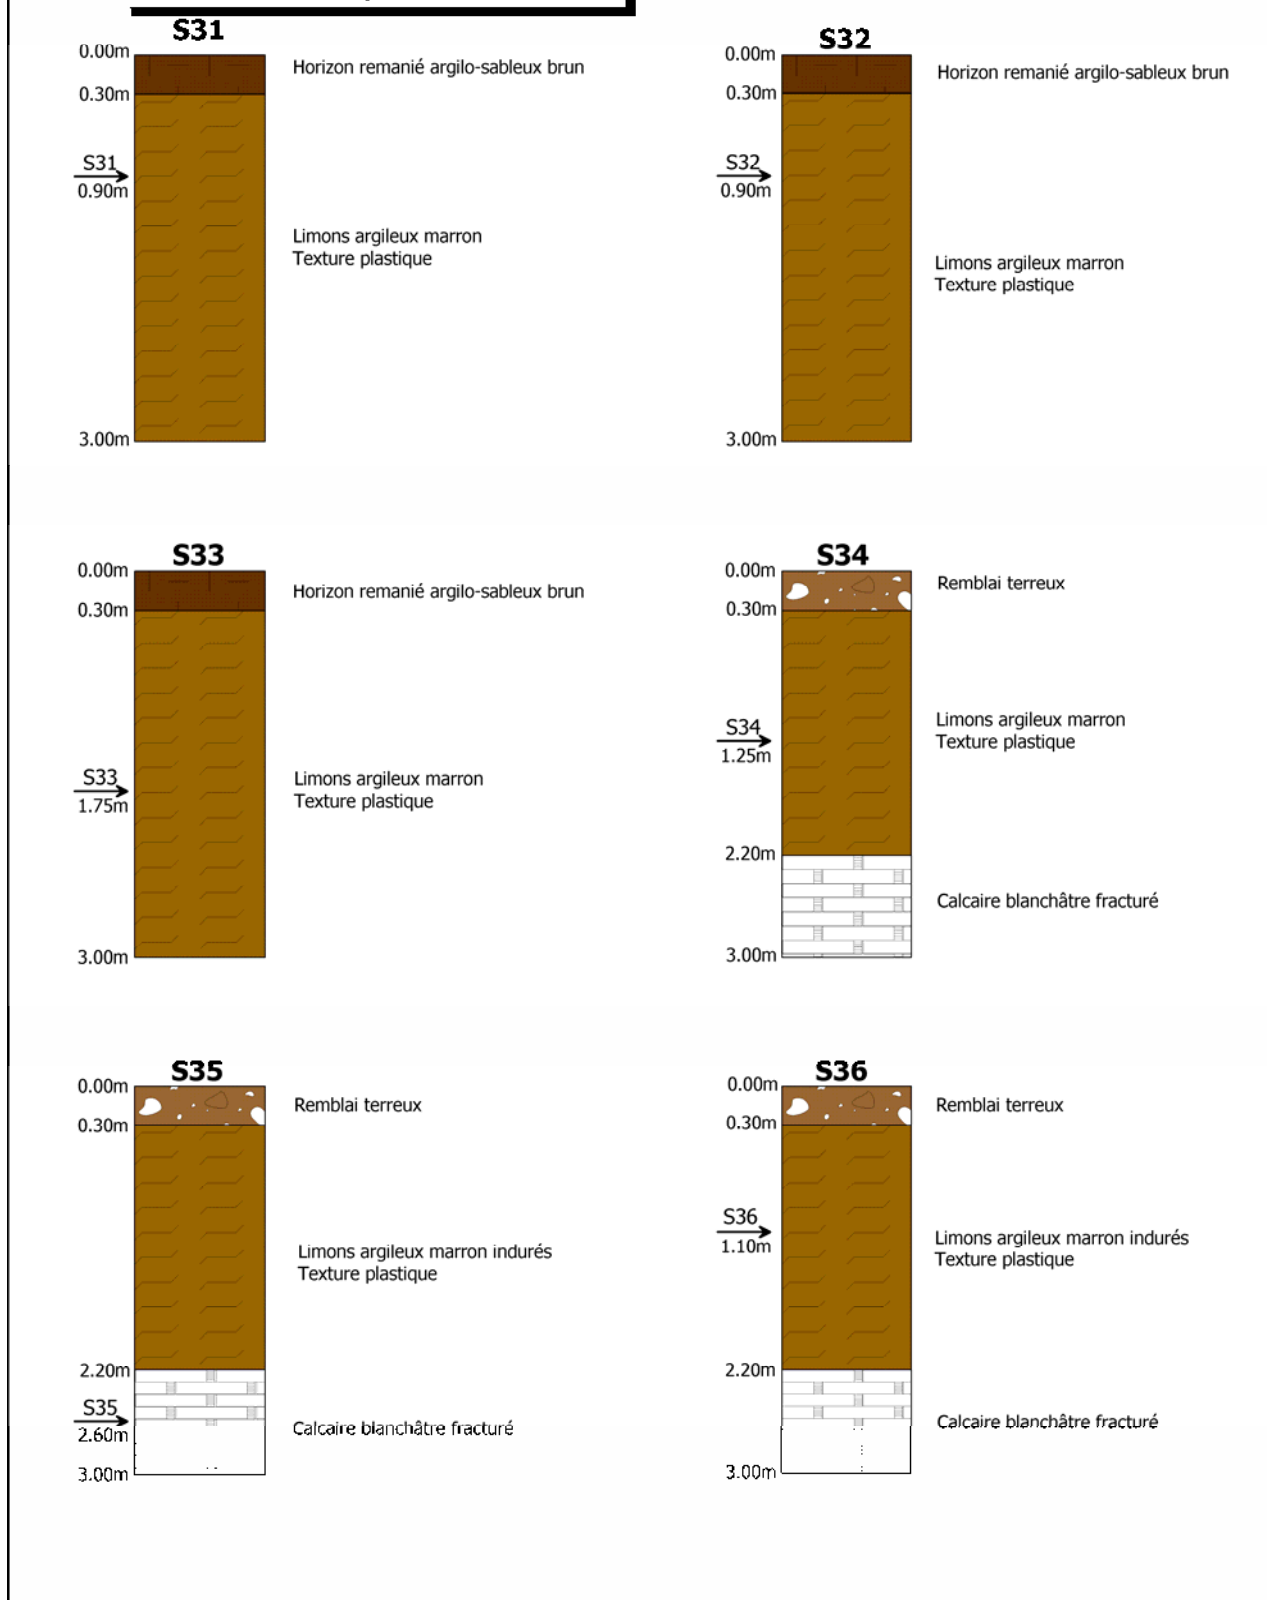 S31
0.00m
Horizon remanié argilo-sableux brun
0.30m
S31
0.90m
Limons argileux marron
Texture plastique
3.00m
S32
0.00m
Horizon remanié argilo-sableux brun
0.30m
S32
0.90m
Limons argileux marron
Texture plastique
3.00m
S33
0.00m
Horizon remanié argilo-sableux brun
0.30m
S33
1.75m
Limons argileux marron
Texture plastique
3.00m
S34
0.00m
Remblai terreux
0.30m
S34
1.25m
Limons argileux marron
Texture plastique
2.20m
Calcaire blanchâtre fracturé
3.00m
S35
0.00m
Remblai terreux
0.30m
Limons argileux marron indurés
Texture plastique
2.20m
S35
2.60m
Calcaire blanchâtre fracturé
3.00m
S36
0.00m
Remblai terreux
0.30m
S36
1.10m
Limons argileux marron indurés
Texture plastique
2.20m
Calcaire blanchâtre fracturé
3.00m